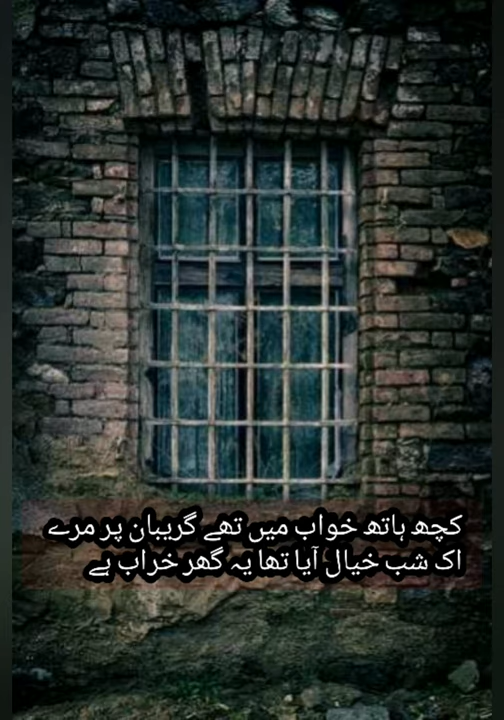 کچھ ہاتھ خواب میں تھے گریبان پر مرے
اک شب خیال آیا تھا یہ گھر خراب ہے